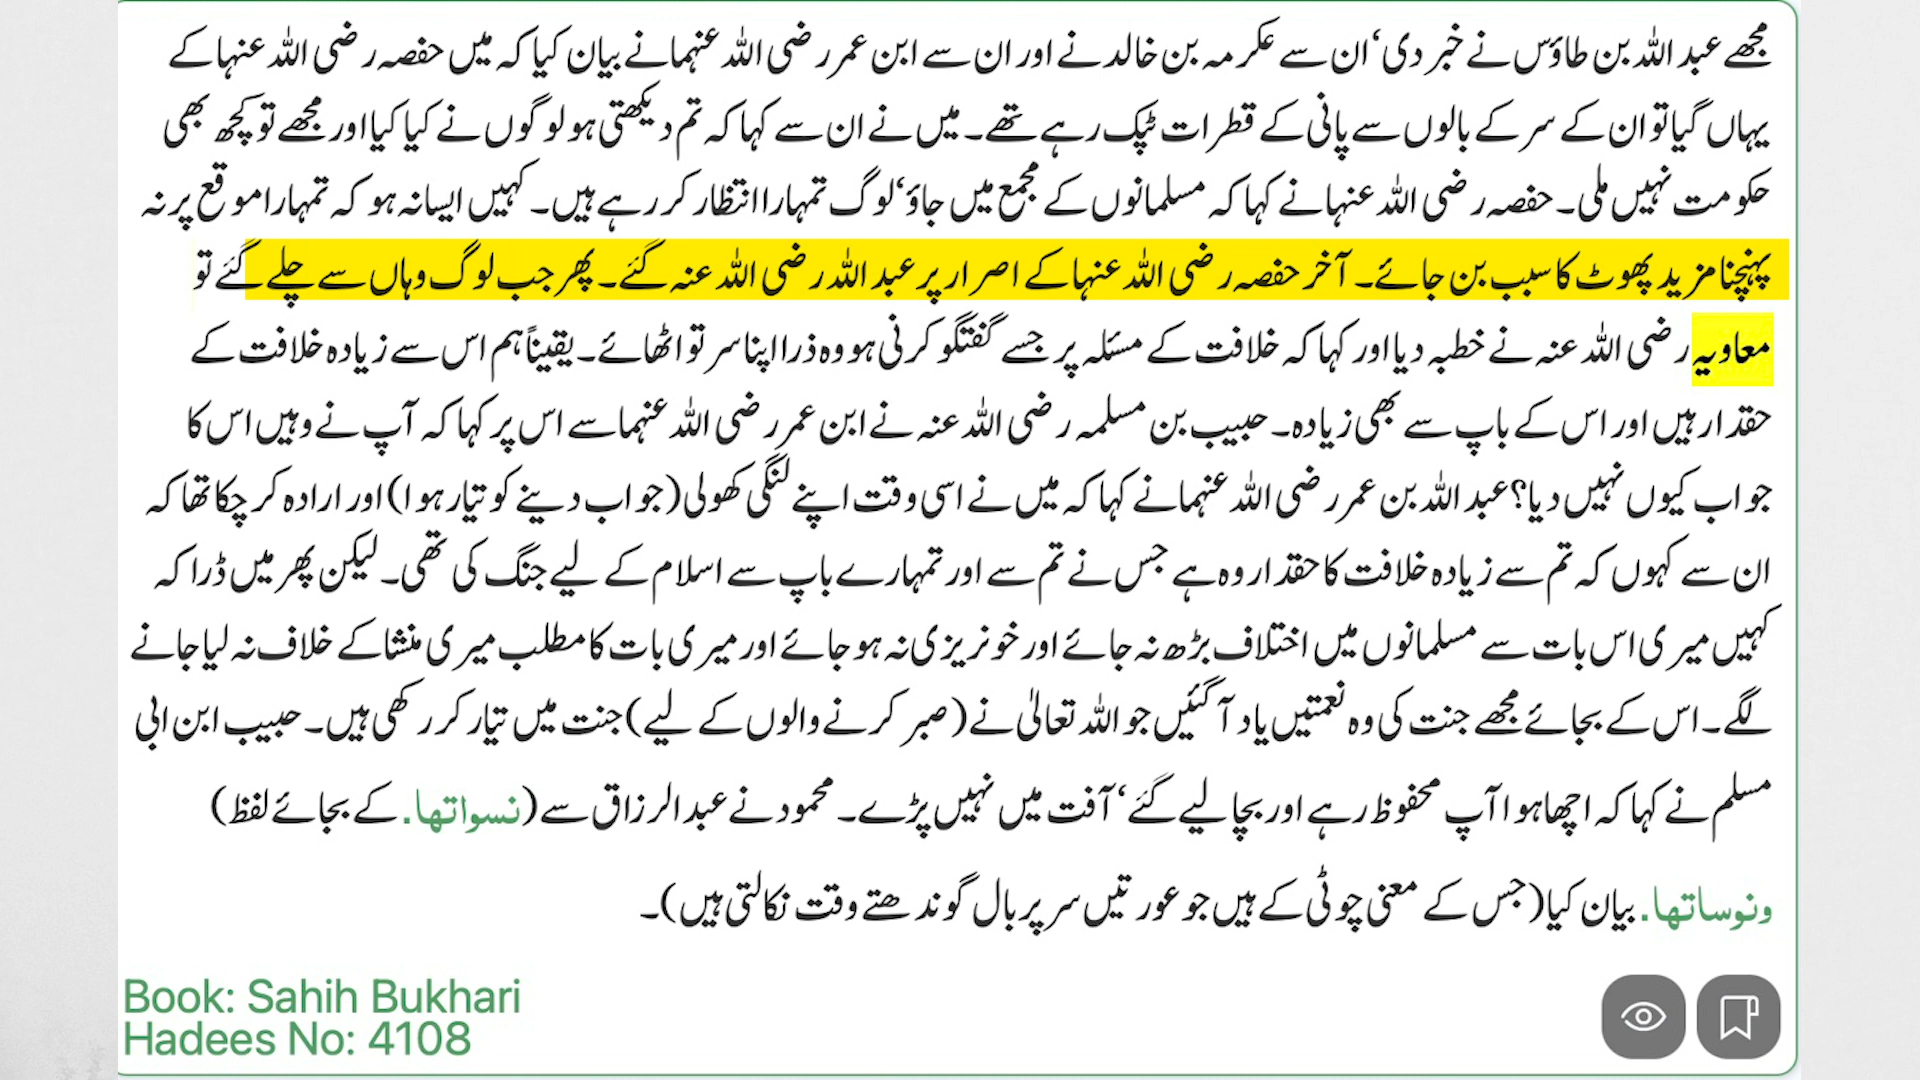 مجھے عبد اللہ بن طاؤس نے خبر دی‘ ان سے عکرمہ بن خالد نے اور ان سے ابن عمر رضی اللہ عنہما نے بیان کیا کہ میں حفصہ رضی اللہ عنہا کے
یہاں گیا تو ان کے سر کے بالوں سے پانی کے قطرات ٹپک رہے تھے۔ میں نے ان سے کہا کہ تم دیکھتی ہو لوگوں نے کیا کیا اور مجھے تو کچھ بھی
حکومت نہیں ملی۔ حفصہ رضی اللہ عنہا نے کہا کہ مسلمانوں کے مجمع میں جاؤ‘ لوگ تمہارا انتظار کر رہے ہیں۔ کہیں ایسا نہ ہو کہ تمہارا موقع پر نہ
پہنچنا مزید پھوٹ کا سبب بن جائے۔ آخر حفصہ رضی اللہ عنہا کے اصرار پر عبد اللہ رضی اللہ عنہ گئے۔ پھر جب لوگ وہاں سے چلے گئے تو
معاویہ رضی اللہ عنہ نے خطبہ دیا اور کہا کہ خلافت کے مسئلہ پر جسے گفتگو کرنی ہو وہ ذرا اپنا سر تو اٹھائے۔ یقیناً ہم اس سے زیادہ خلافت کے
حقدار ہیں اور اس کے باپ سے بھی زیادہ۔ حبیب بن مسلمہ رضی اللہ عنہ نے ابن عمر رضی اللہ عنہما سے اس پر کہا کہ آپ نے وہیں اس کا
جواب کیوں نہیں دیا؟ عبد اللہ بن عمر رضی اللہ عنہما نے کہا کہ میں نے اسی وقت اپنے لنگی کھولی (جواب دینے کو تیار ہوا) اور ارادہ کر چکا تھا کہ
ان سے کہوں کہ تم سے زیادہ خلافت کا حقدار وہ ہے جس نے تم سے اور تمہارے باپ سے اسلام کے لیے جنگ کی تھی۔ لیکن پھر میں ڈرا کہ
کہیں میری اس بات سے مسلمانوں میں اختلاف بڑھ نہ جائے اور خونریزی نہ ہو جائے اور میری بات کا مطلب میری منشا کے خلاف نہ لیا جانے
لگے۔ اس کے بجائے مجھے جنت کی وہ نعمتیں یاد آ گئیں جو اللہ تعالیٰ نے (صبر کرنے والوں کے لیے) جنت میں تیار کر رکھی ہیں۔ حبیب ابن ابی
مسلم نے کہا کہ اچھا ہوا آپ محفوظ رہے اور بچا لیے گئے‘ آفت میں نہیں پڑے۔ محمود نے عبد الرزاق سے (نسواتها. کے بجائے لفظ)
ونوساتها. بیان کیا (جس کے معنی چوٹی کے ہیں جو عورتیں سر پر بال گوندھتے وقت نکالتی ہیں)۔
Book: Sahih Bukhari
Hadees No: 4108